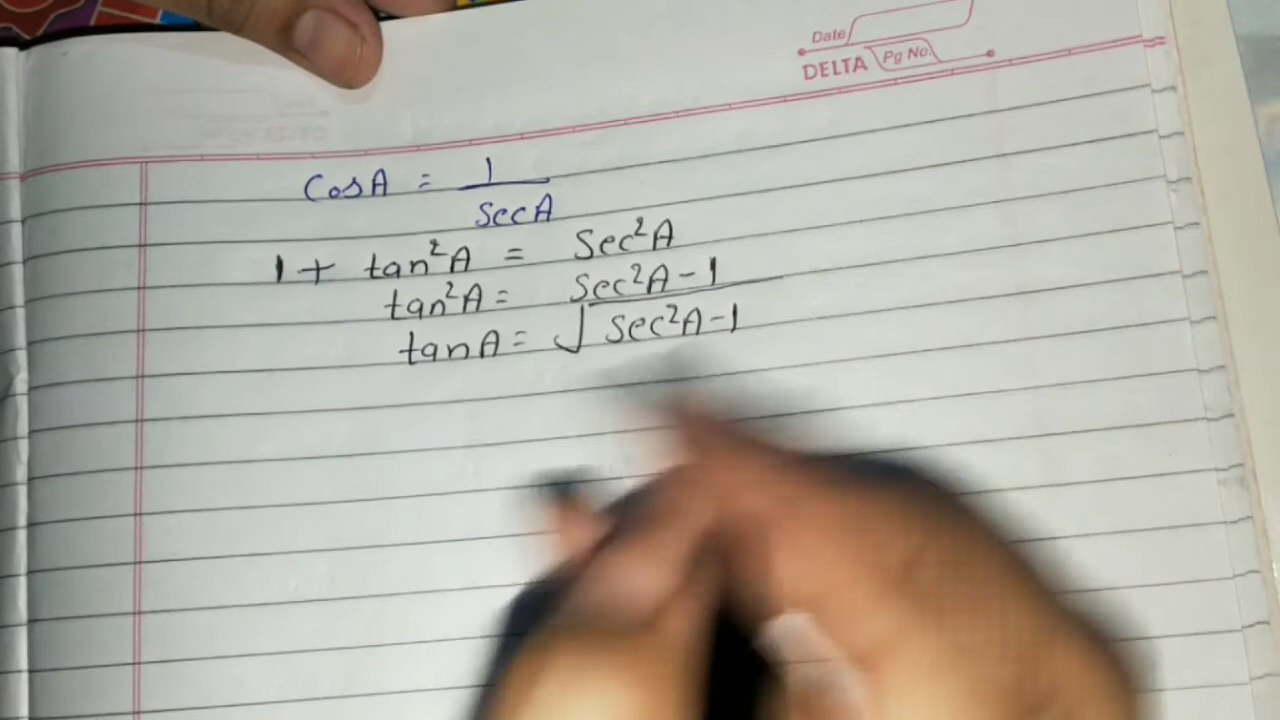 Date
DELTA Pg No.
CosA = 1/SecA
1 + tan²A = Sec²A
tan²A = Sec²A - 1
tanA = √Sec²A-1